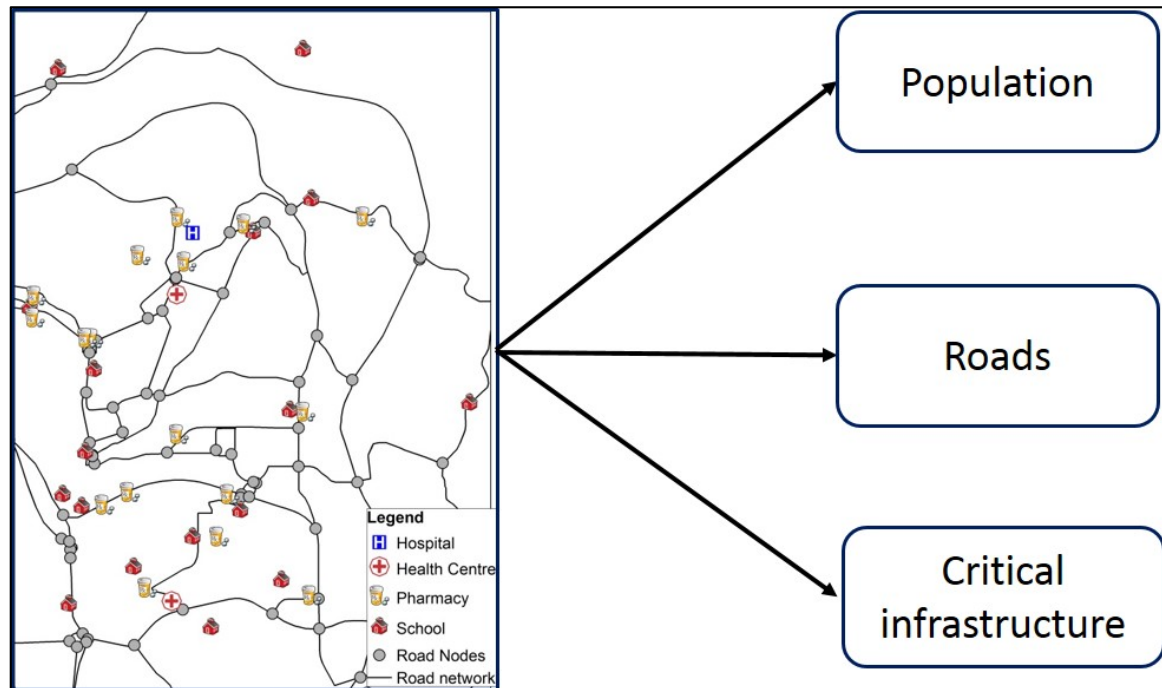 Legend
Hospital
Health Centre
Pharmacy
School
Road Nodes
Road network
Population
Roads
Critical
infrastructure